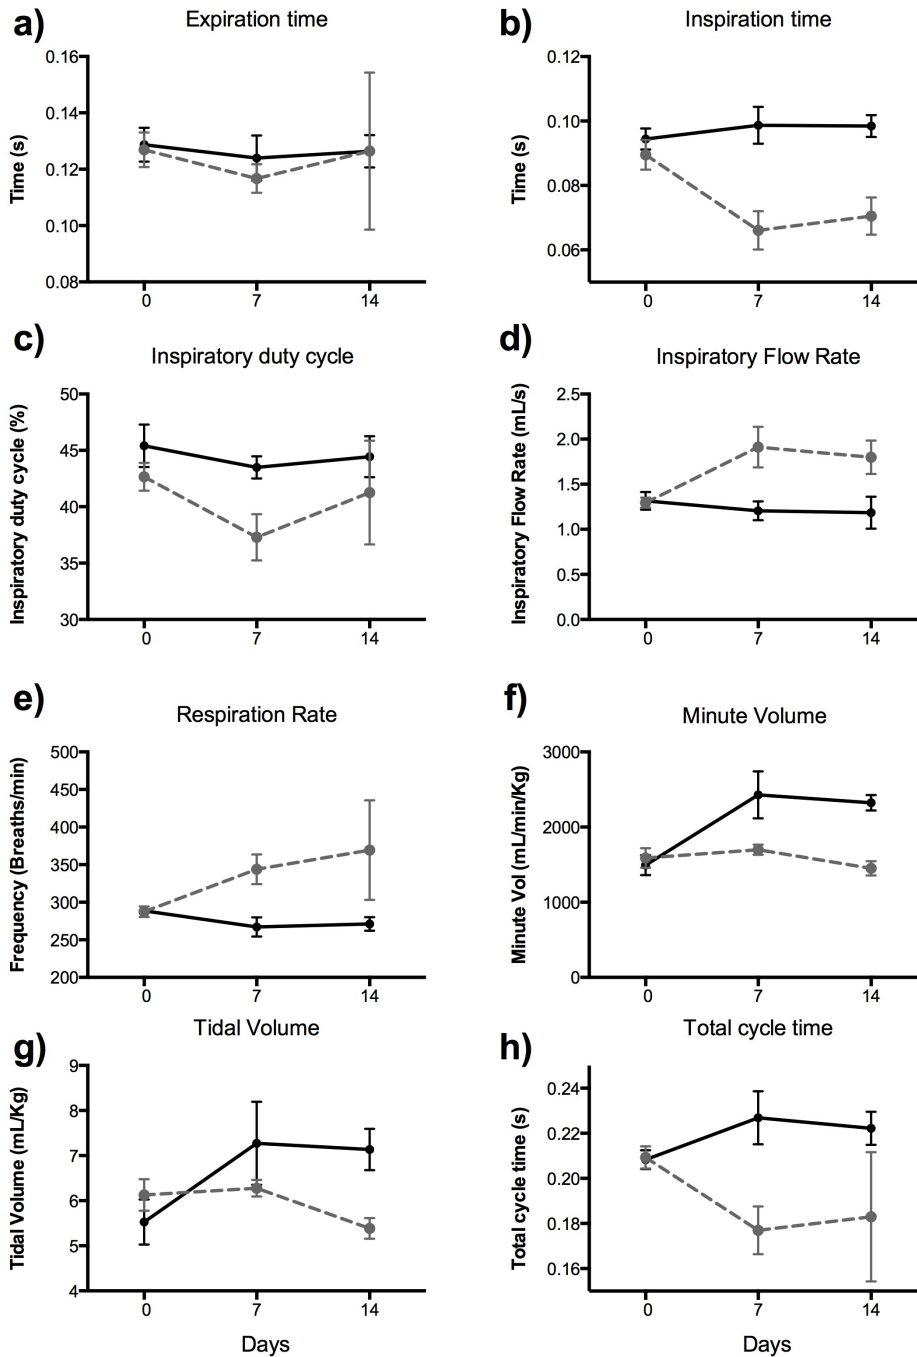 a) Expiration time
Time (s)
0.16
0.14
0.12
0.10
0.08
0 7 14
b) Inspiration time
Time (s)
0.12
0.10
0.08
0.06
0 7 14
c) Inspiratory duty cycle
Inspiratory duty cycle (%)
50
45
40
35
30
0 7 14
d) Inspiratory Flow Rate
Inspiratory Flow Rate (mL/s)
2.5
2.0
1.5
1.0
0.5
0.0
0 7 14
e) Respiration Rate
Frequency (Breaths/min)
500
450
400
350
300
250
200
0 7 14
f) Minute Volume
Minute Vol (mL/min/Kg)
3000
2000
1000
0
0 7 14
g) Tidal Volume
Tidal Volume (mL/Kg)
9
8
7
6
5
4
0 7 14
Days
h) Total cycle time
Total cycle time (s)
0.24
0.22
0.20
0.18
0.16
0 7 14
Days